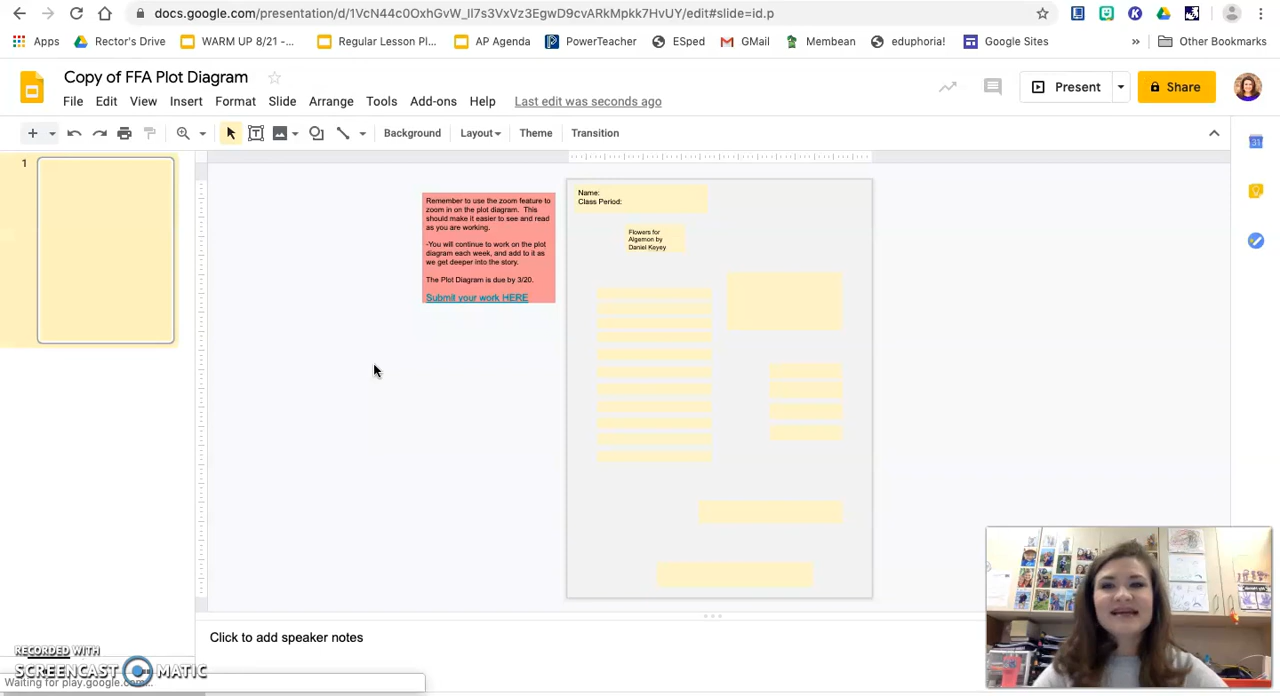 docs.google.com/presentation/d/1VcN44c0OxhGvW_Il7s3VxVz3EgwD9cvARkMpkk7HvUY/edit#slide=id.p
Apps Rector's Drive WARM UP 8/21 -... Regular Lesson Pl... AP Agenda PowerTeacher ESped GMail Membean eduphoria! Google Sites » Other Bookmarks
Copy of FFA Plot Diagram
File Edit View Insert Format Slide Arrange Tools Add-ons Help Last edit was seconds ago
Present Share
Background Layout Theme Transition
1
Remember to use the zoom feature to
zoom in on the plot diagram. This
should make it easier to see and read
as you are working.
-You will continue to work on the plot
diagram each week, and add to it as
we get deeper into the story.
The Plot Diagram is due by 3/20.
Submit your work HERE
Name:
Class Period:
Flowers for
Algernon by
Daniel Keyey
Click to add speaker notes
RECORDED WITH
SCREENCAST MATIC
Waiting for play.google.com...